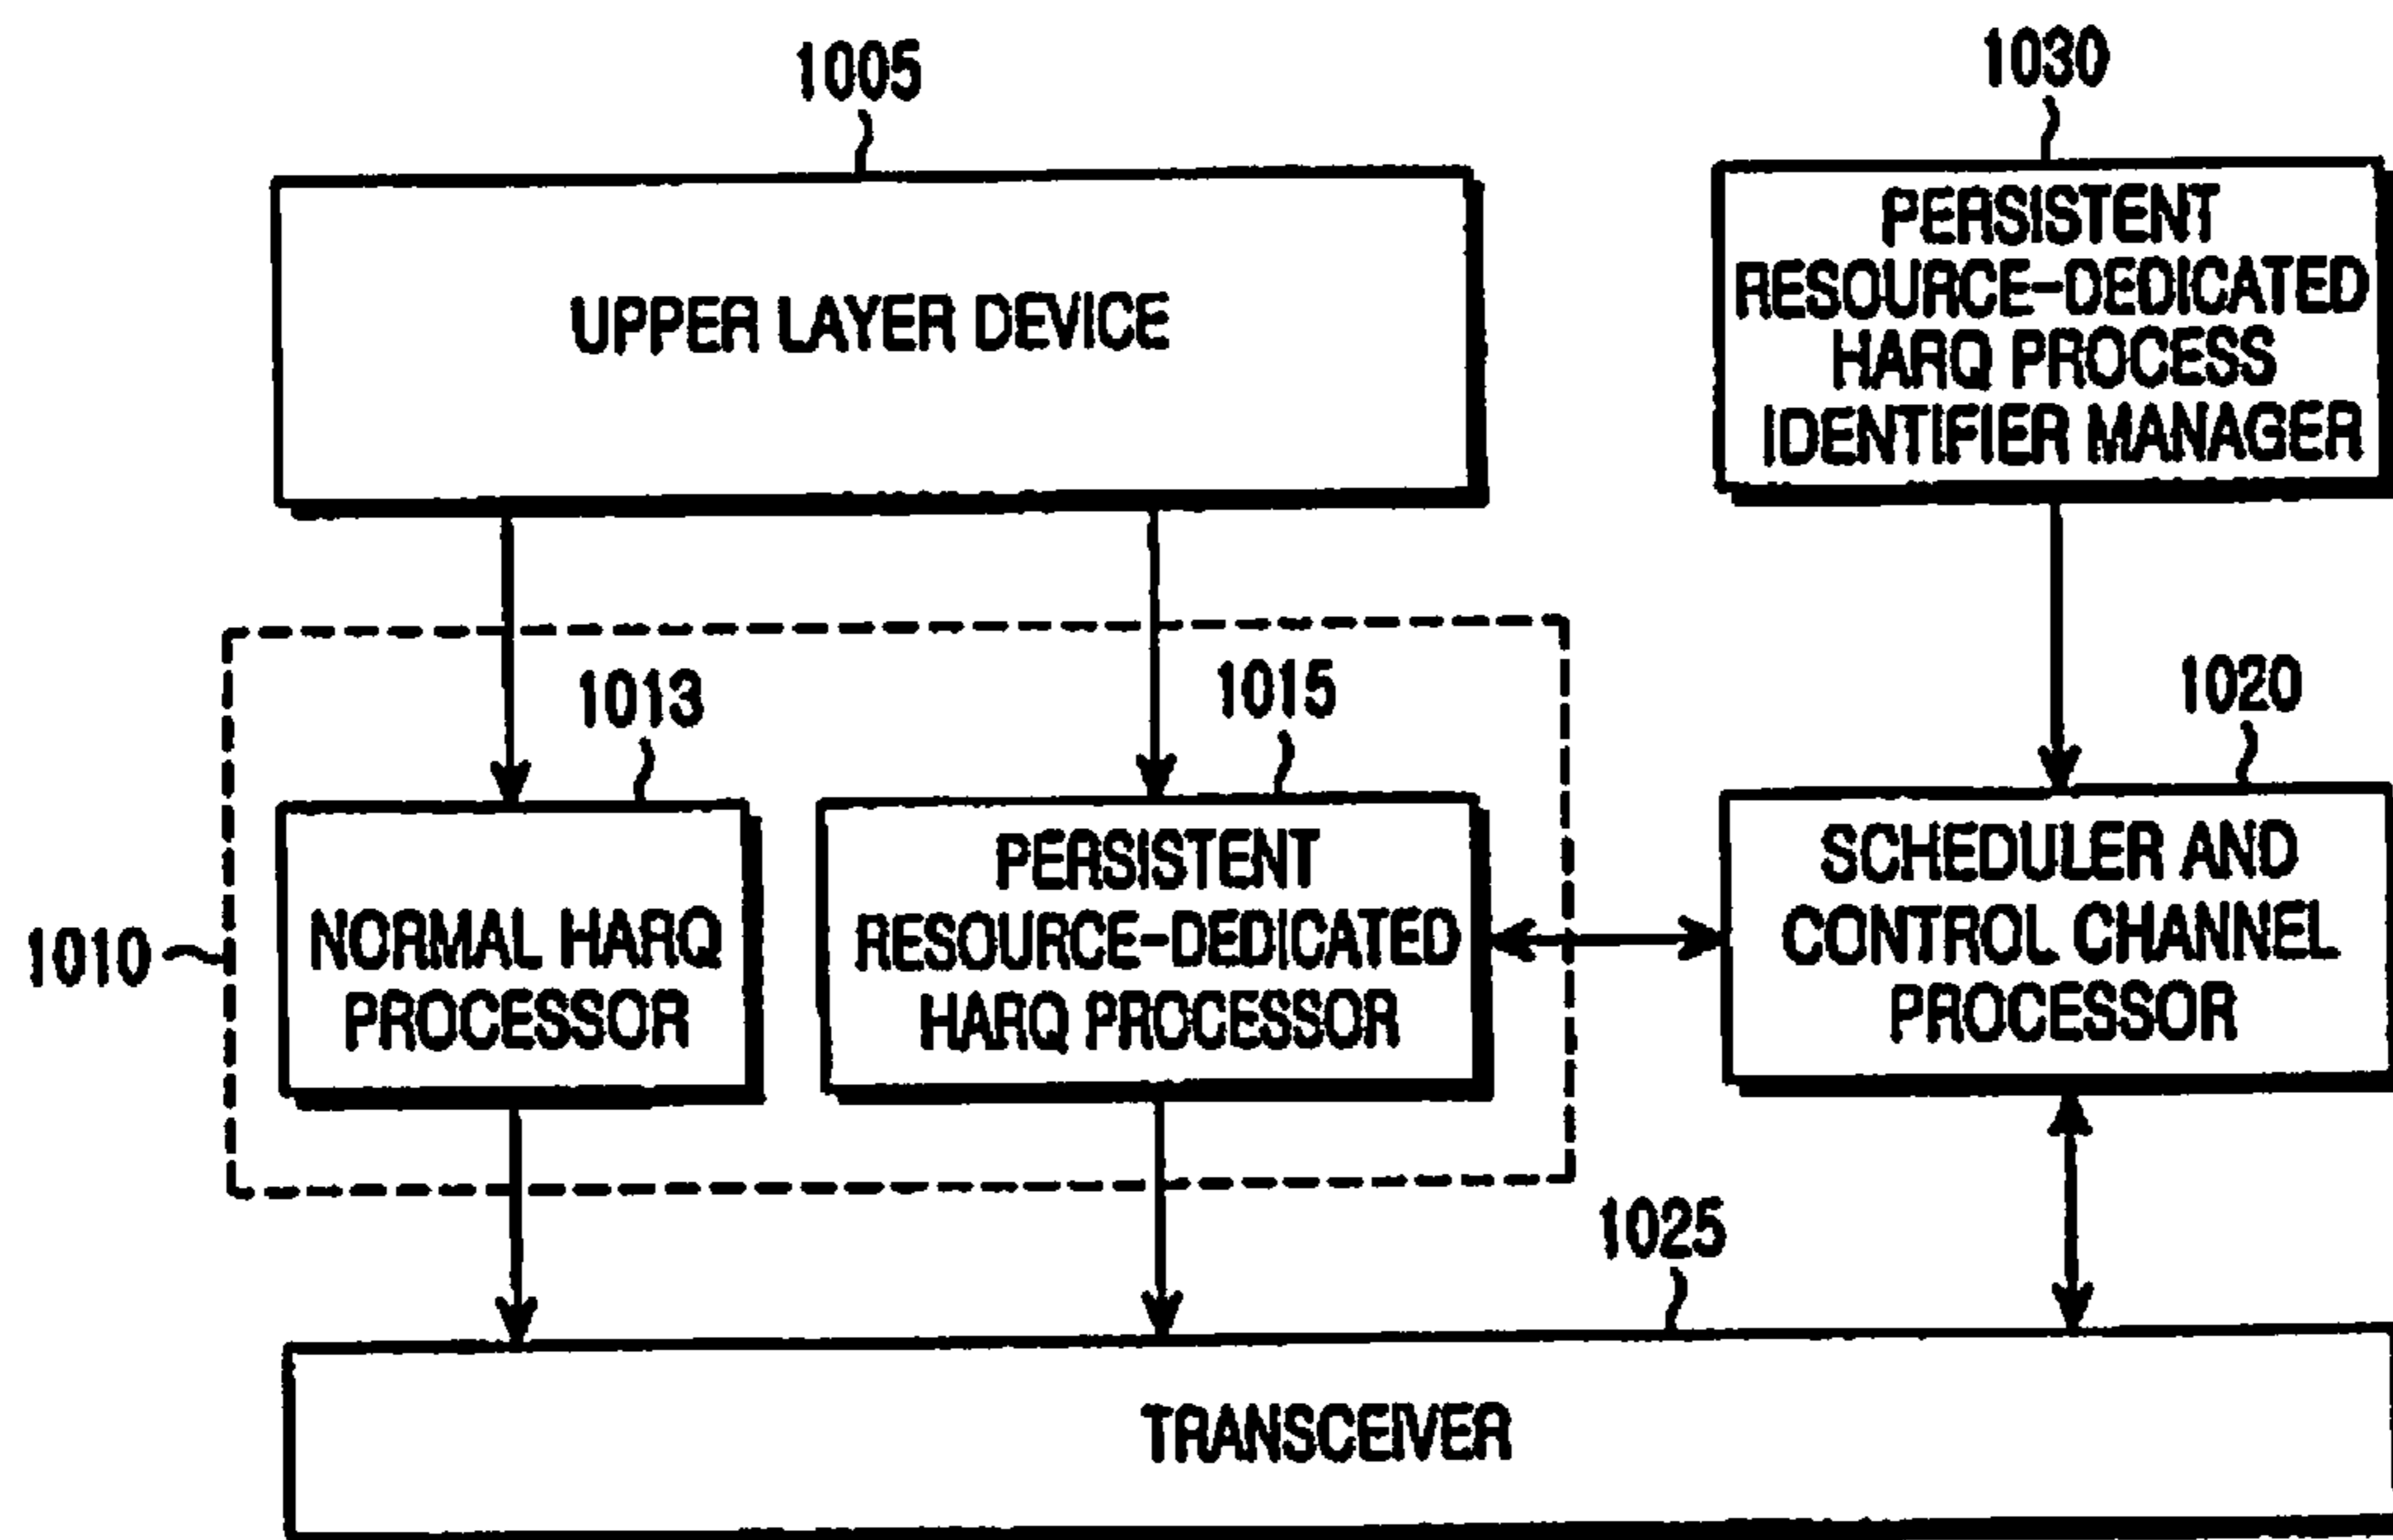 1005
1030
UPPER LAYER DEVICE
PERSISTENT
RESOURCE-DEDICATED
HARQ PROCESS
IDENTIFIER MANAGER
1010
1013
NORMAL HARQ
PROCESSOR
1015
PERSISTENT
RESOURCE-DEDICATED
HARQ PROCESSOR
1020
SCHEDULER AND
CONTROL CHANNEL
PROCESSOR
1025
TRANSCEIVER